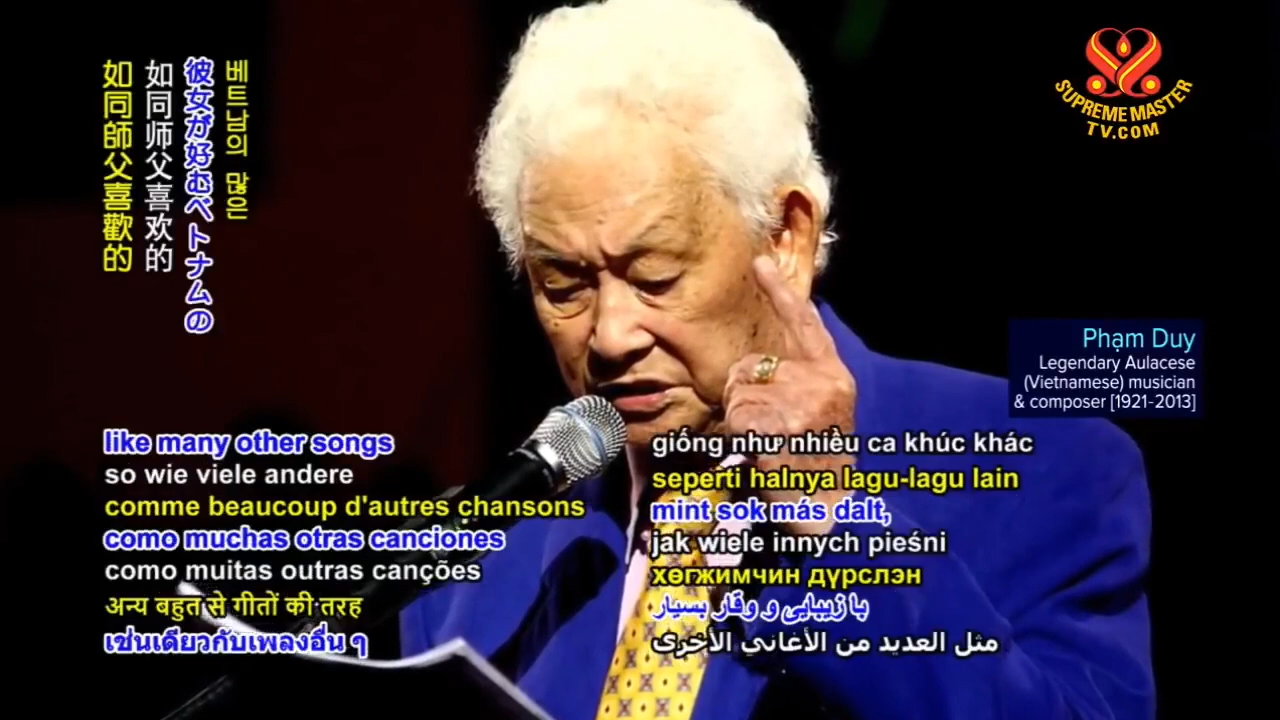 베트남의 많은
彼女が好むベトナムの
如同师父喜欢的
如同師父喜歡的
SUPREME MASTER
TV.COM
Phạm Duy
Legendary Aulacese
(Vietnamese) musician
& composer [1921-2013]
like many other songs
so wie viele andere
comme beaucoup d'autres chansons
como muchas otras canciones
como muitas outras canções
अन्य बहुत से गीतों की तरह
เช่นเดียวกับเพลงอื่น ๆ
giống như nhiều ca khúc khác
seperti halnya lagu-lagu lain
mint sok más dalt,
jak wiele innych pieśni
хөгжимчин дүрслэн
با زیبایی و وقار بسیار
مثل العديد من الأغاني الأخرى